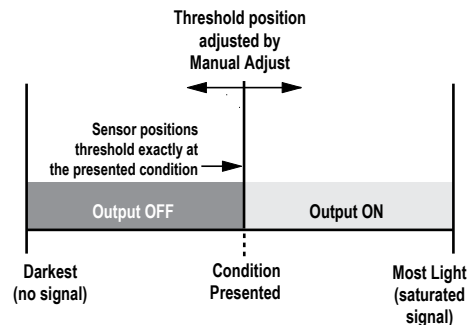 Threshold position
adjusted by
Manual Adjust
Sensor positions
threshold exactly at
the presented condition
Output OFF
Output ON
Darkest
(no signal)
Condition
Presented
Most Light
(saturated
signal)